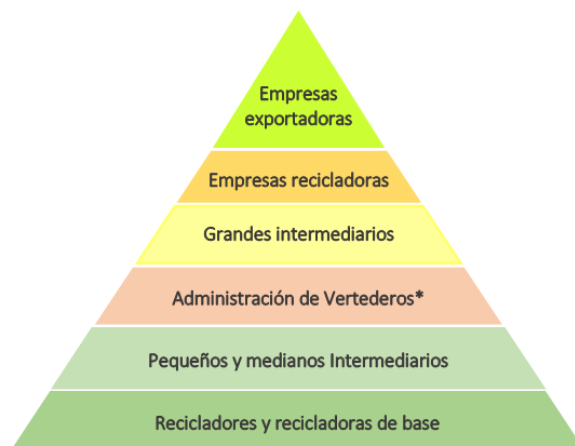 Empresas
exportadoras
Empresas recicladoras
Grandes intermediarios
Administración de Vertederos*
Pequeños y medianos Intermediarios
Recicladores y recicladoras de base